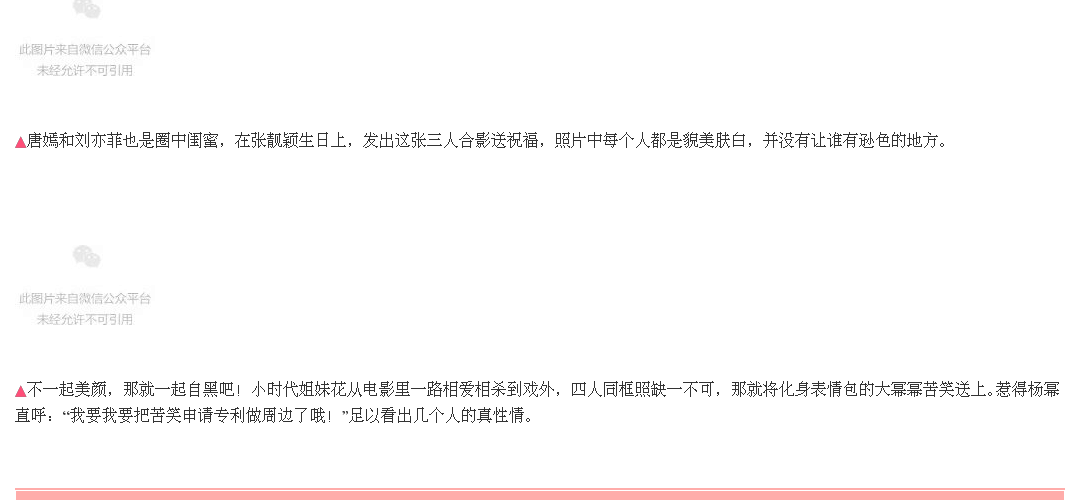 此图片来自微信公众平台
未经允许不可引用
▲唐嫣和刘亦菲也是圈中闺蜜，在张靓颖生日上，发出这张三人合影送祝福，照片中每个人都是貌美肤白，并没有让谁有逊色的地方。
此图片来自微信公众平台
未经允许不可引用
▲不一起美颜，那就一起自黑吧！小时代姐妹花从电影里一路相爱相杀到戏外，四人同框照缺一不可，那就将化身表情包的大幂幂苦笑送上。惹得杨幂
直呼：“我要我要把苦笑申请专利做周边了哦！”足以看出几个人的真性情。